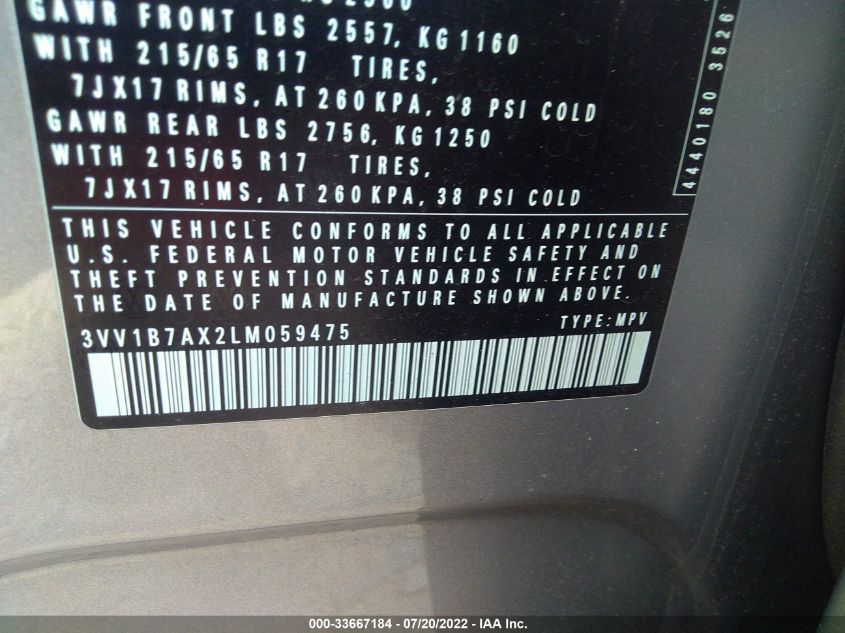 GAWR FRONT LBS 2557, KG 1160
WITH 215/65 R17 TIRES,
7JX17 RIMS, AT 260 KPA, 38 PSI COLD
GAWR REAR LBS 2756, KG 1250
WITH 215/65 R17 TIRES,
7JX17 RIMS, AT 260 KPA, 38 PSI COLD
THIS VEHICLE CONFORMS TO ALL APPLICABLE
U.S. FEDERAL MOTOR VEHICLE SAFETY AND
THEFT PREVENTION STANDARDS IN EFFECT ON
THE DATE OF MANUFACTURE SHOWN ABOVE.
3VV1B7AX2LM059475 TYPE: MPV
4440180 3526
000-33667184 - 07/20/2022 - IAA Inc.